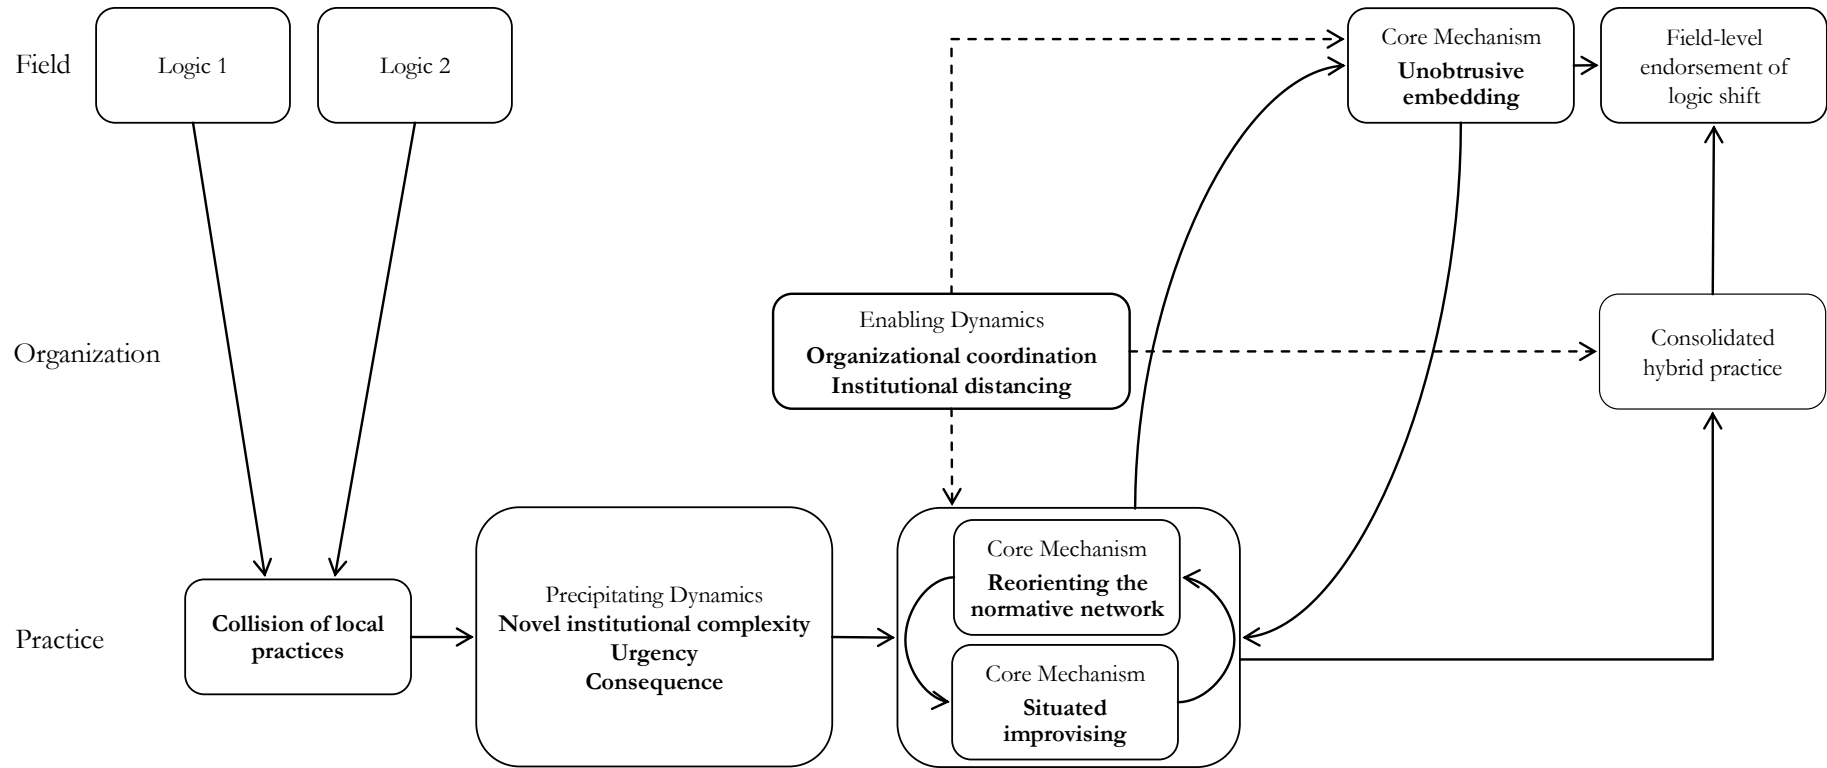 Field
Logic 1
Logic 2
Core Mechanism
Unobtrusive
embedding
Field-level
endorsement of
logic shift
Organization
Enabling Dynamics
Organizational coordination
Institutional distancing
Consolidated
hybrid practice
Practice
Collision of local
practices
Precipitating Dynamics
Novel institutional complexity
Urgency
Consequence
Core Mechanism
Reorienting the
normative network
Core Mechanism
Situated
improvising